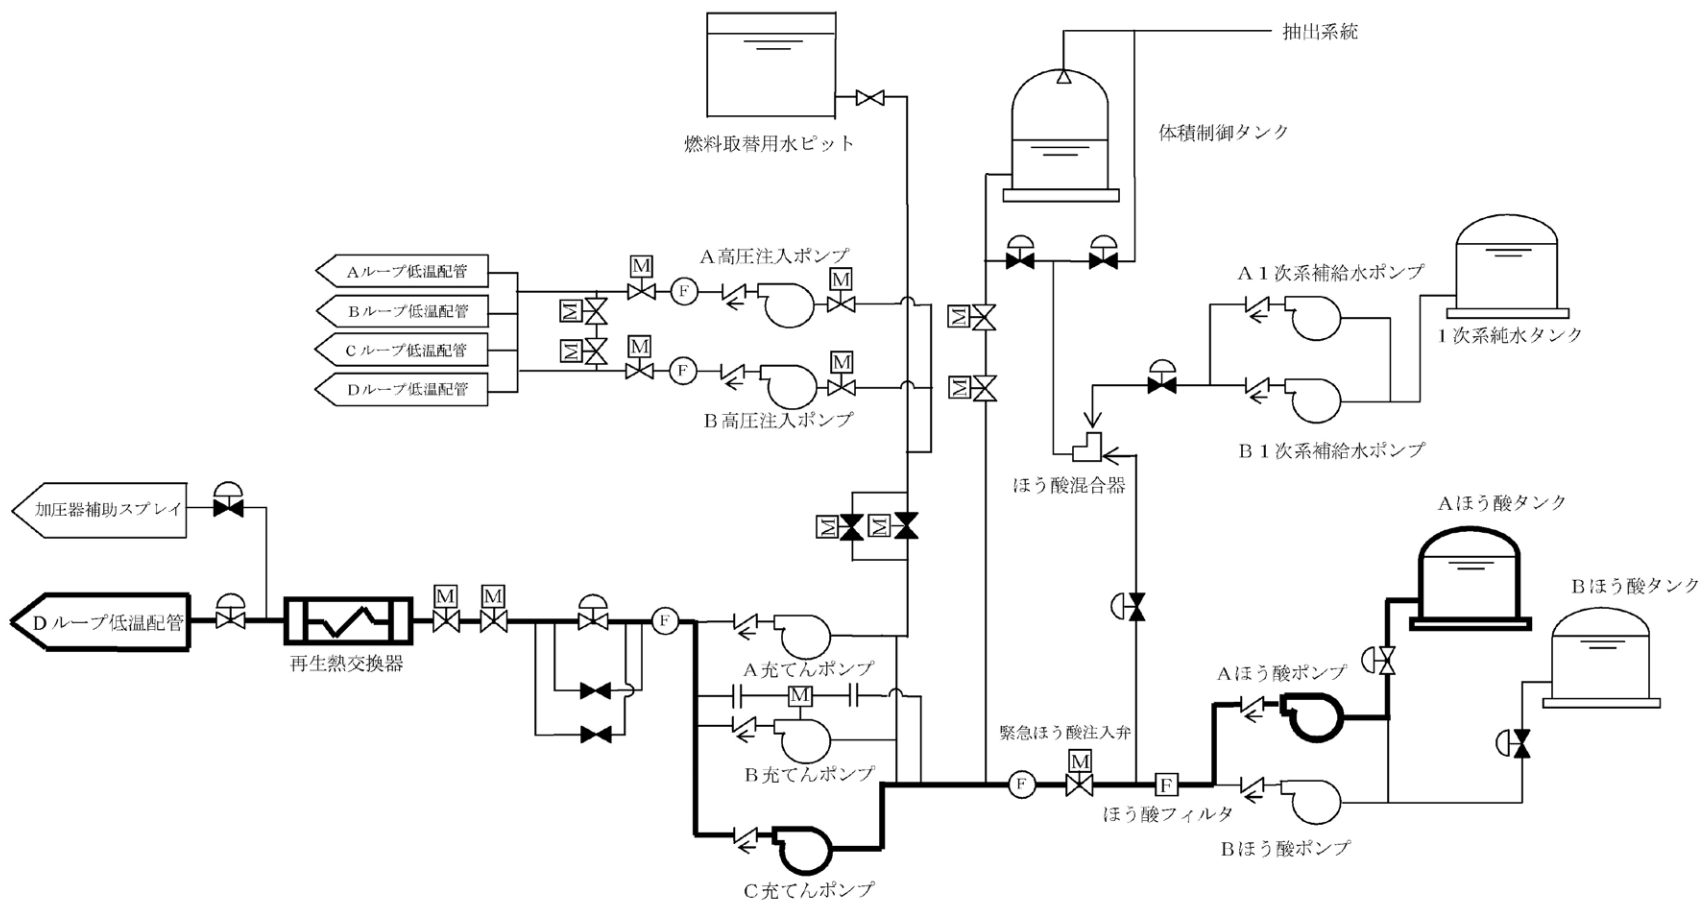 抽出系統
燃料取替用水ピット
体積制御タンク
A高圧注入ポンプ
M
M
Aループ低温配管
F
A1次系補給水ポンプ
Bループ低温配管
M
M
1次系純水タンク
Cループ低温配管
M
M
M
F
Dループ低温配管
M
B高圧注入ポンプ
B1次系補給水ポンプ
ほう酸混合器
加圧器補助スプレイ
Aほう酸タンク
M
M
Bほう酸タンク
M
M
Dループ低温配管
F
再生熱交換器
A充てんポンプ
Aほう酸ポンプ
M
緊急ほう酸注入弁
B充てんポンプ
M
F
F
ほう酸フィルタ
Bほう酸ポンプ
C充てんポンプ